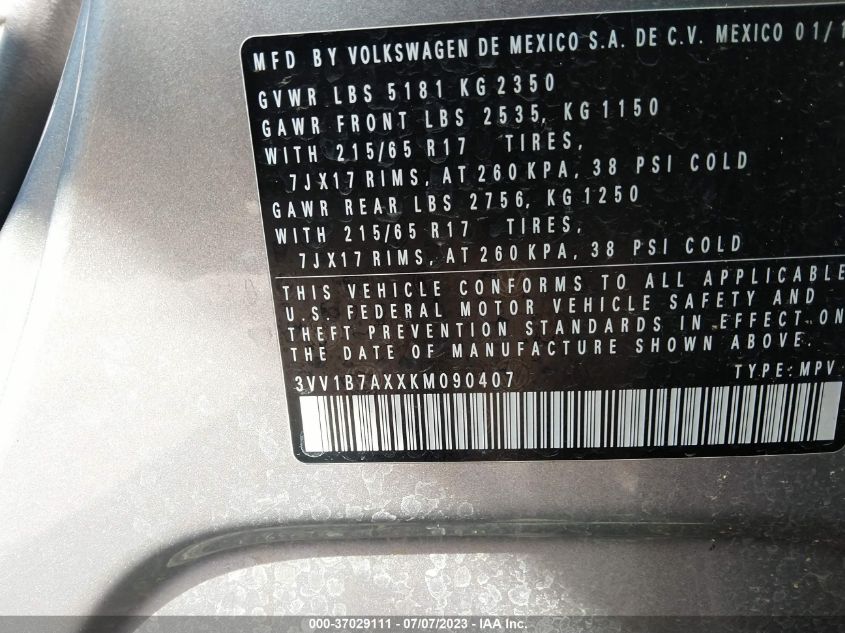 MFD BY VOLKSWAGEN DE MEXICO S.A. DE C.V. MEXICO 01/1
GVWR LBS 5181 KG 2350
GAWR FRONT LBS 2535, KG 1150
WITH 215/65 R17 TIRES,
7JX17 RIMS, AT 260 KPA, 38 PSI COLD
GAWR REAR LBS 2756, KG 1250
WITH 215/65 R17 TIRES,
7JX17 RIMS, AT 260 KPA, 38 PSI COLD
THIS VEHICLE CONFORMS TO ALL APPLICABLE
U.S. FEDERAL MOTOR VEHICLE SAFETY AND
THEFT PREVENTION STANDARDS IN EFFECT ON
THE DATE OF MANUFACTURE SHOWN ABOVE.
3VV1B7AXXKM090407 TYPE: MPV
000-37029111 - 07/07/2023 - IAA Inc.